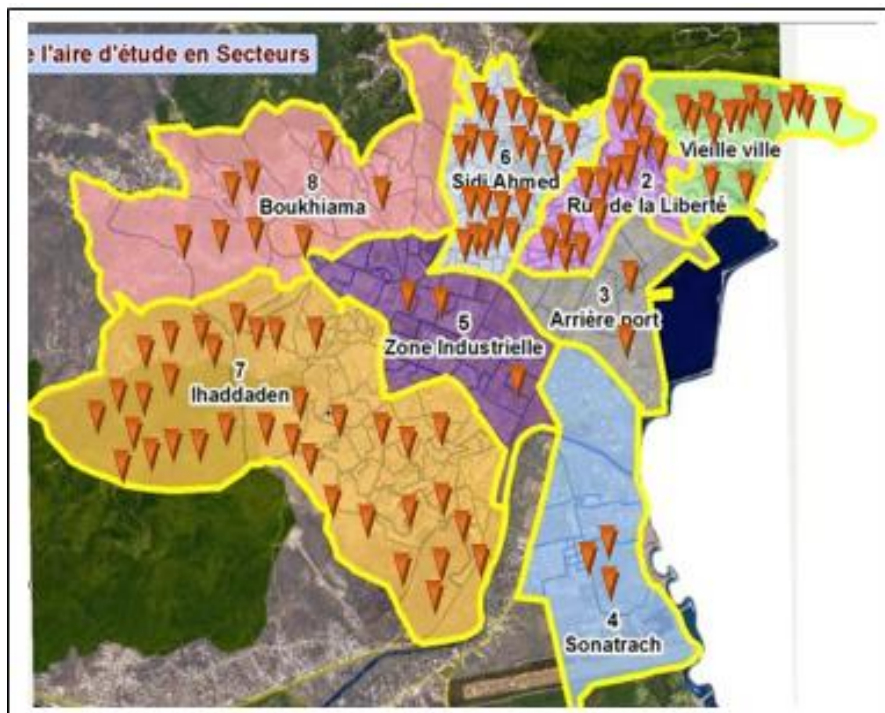 e l'aire d'étude en Secteurs
Vieille ville
6
Sidi Ahmed
2
Rue de la Liberté
8
Boukhiama
3
Arrière port
5
Zone Industrielle
7
Ihaddaden
4
Sonatrach